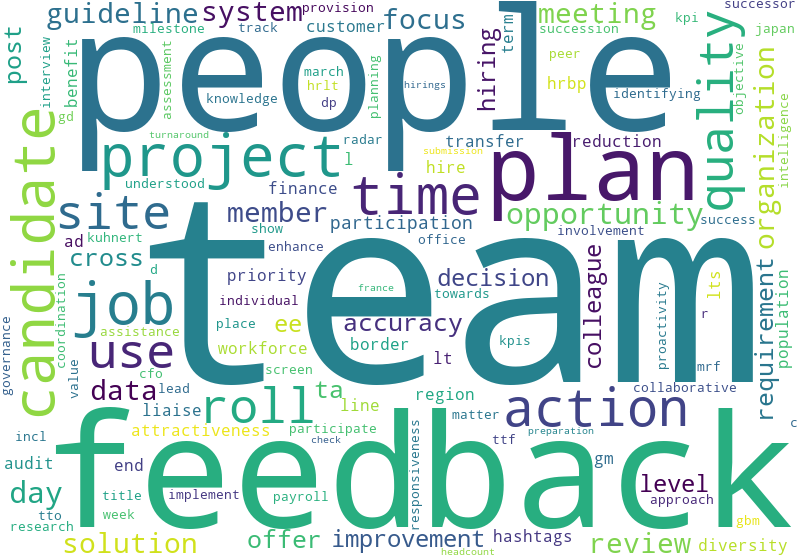 guideline
system
provision
focus
meeting
successor
milestone
track
customer
term
succession
kpi
japan
post
interview
benefit
gd
assessment
people
march
hrlt
dp
planning
knowledge
hirings
hiring
peer
hrbp
identifying
quality
objective
organization
intelligence
turnaround
radar
transfer
submission
hire
reduction
candidate
project
l
understood
finance
time
plan
site
member
participation
opportunity
success
ad
kuhnert
show
enhance
office
involvement
cross
d
team
priority
decision
colleague
coordination
job
individual
france
towards
proactivity
lts
requirement
population
assistance
place
ee
accuracy
r
governance
use
workforce
border
lt
kpis
mrf
value
cfo
screen
data
lead
ta
region
collaborative
liaise
roll
line
matter
action
c
incl
attractiveness
participate
check
responsiveness
preparation
feedback
audit
end
ttf
gm
level
day
title
implement
payroll
approach
tto
research
week
gbm
solution
offer
improvement
headcount
hashtags
review
diversity